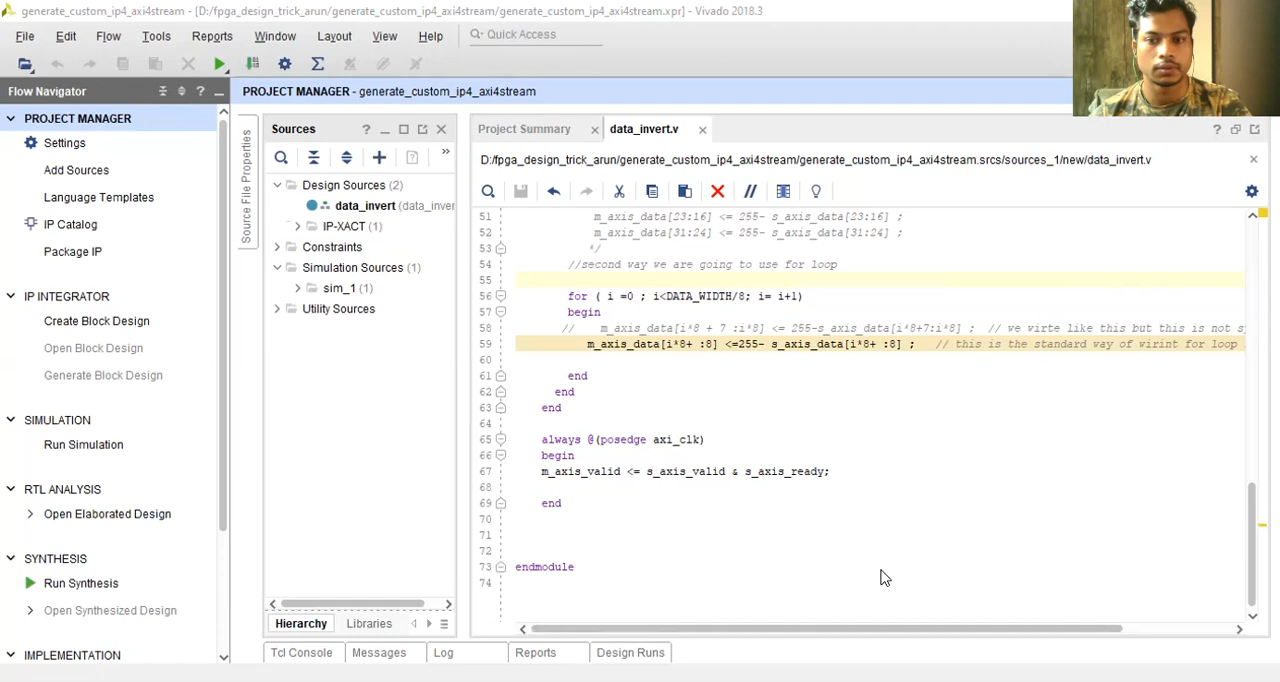 generate_custom_ip4_axi4stream - [D:/fpga_design_trick_arun/generate_custom_ip4_axi4stream/generate_custom_ip4_axi4stream.xpr] - Vivado 2018.3
File Edit Flow Tools Reports Window Layout View Help Quick Access
Flow Navigator
PROJECT MANAGER
Settings
Add Sources
Language Templates
IP Catalog
Package IP
IP INTEGRATOR
Create Block Design
Open Block Design
Generate Block Design
SIMULATION
Run Simulation
RTL ANALYSIS
Open Elaborated Design
SYNTHESIS
Run Synthesis
Open Synthesized Design
IMPLEMENTATION
PROJECT MANAGER - generate_custom_ip4_axi4stream
Source File Properties
Sources
Design Sources (2)
data_invert (data_inver
IP-XACT (1)
Constraints
Simulation Sources (1)
sim_1 (1)
Utility Sources
Hierarchy Libraries
Project Summary data_invert.v
D:/fpga_design_trick_arun/generate_custom_ip4_axi4stream/generate_custom_ip4_axi4stream.srcs/sources_1/new/data_invert.v
51 m_axis_data[23:16] <= 255- s_axis_data[23:16] ;
52 m_axis_data[31:24] <= 255- s_axis_data[31:24] ;
53 */
54 //second way we are going to use for loop
55
56 for ( i =0 ; i<DATA_WIDTH/8; i= i+1)
57 begin
58 // m_axis_data[i*8 + 7 :i*8] <= 255-s_axis_data[i*8+7:i*8] ; // we virte like this but this is not s
59 m_axis_data[i*8+ :8] <=255- s_axis_data[i*8+ :8] ; // this is the standard way of wirint for loop
60
61 end
62 end
63 end
64
65 always @(posedge axi_clk)
66 begin
67 m_axis_valid <= s_axis_valid & s_axis_ready;
68
69 end
70
71
72
73 endmodule
74
Tcl Console Messages Log Reports Design Runs